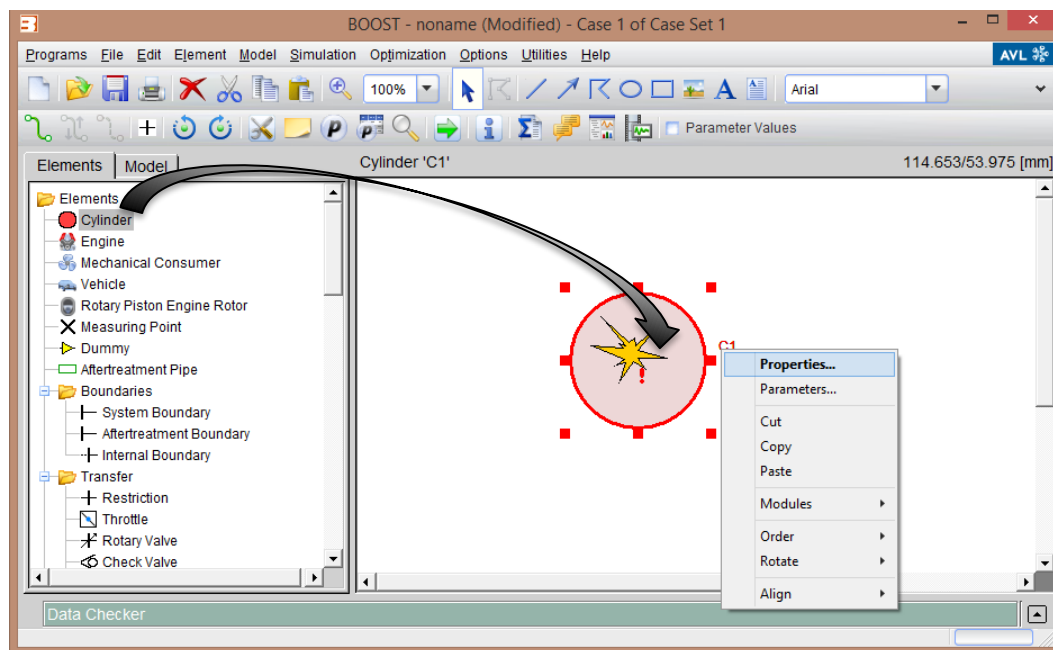 BOOST - noname (Modified) - Case 1 of Case Set 1
Programs File Edit Element Model Simulation Optimization Options Utilities Help
AVL
100%
A
Arial
P
P
i
Σ
Parameter Values
Elements Model
Cylinder 'C1'
114.653/53.975 [mm]
Elements
Cylinder
Engine
Mechanical Consumer
Vehicle
Rotary Piston Engine Rotor
Measuring Point
Dummy
Aftertreatment Pipe
Boundaries
System Boundary
Aftertreatment Boundary
Internal Boundary
Transfer
Restriction
Throttle
Rotary Valve
Check Valve
!
C1
Properties...
Parameters...
Cut
Copy
Paste
Modules
Order
Rotate
Align
Data Checker